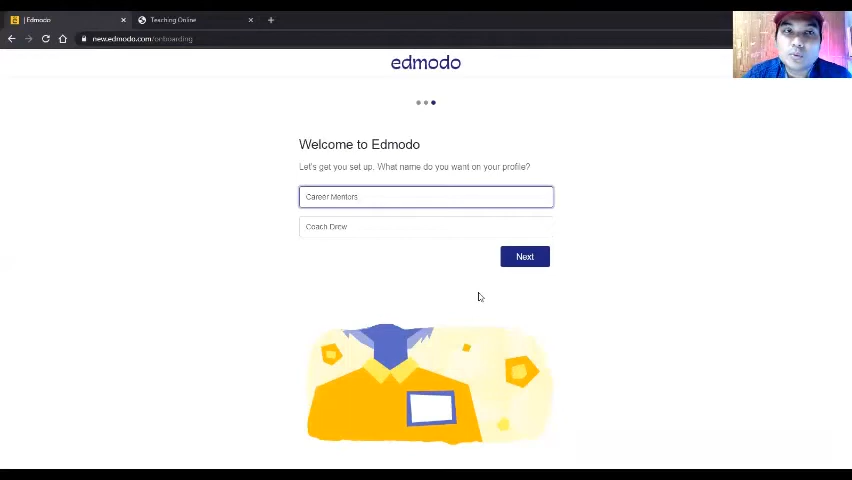 | Edmodo
Teaching Online
new.edmodo.com/onboarding
edmodo
Welcome to Edmodo
Let's get you set up. What name do you want on your profile?
Career Mentors
Coach Drew
Next